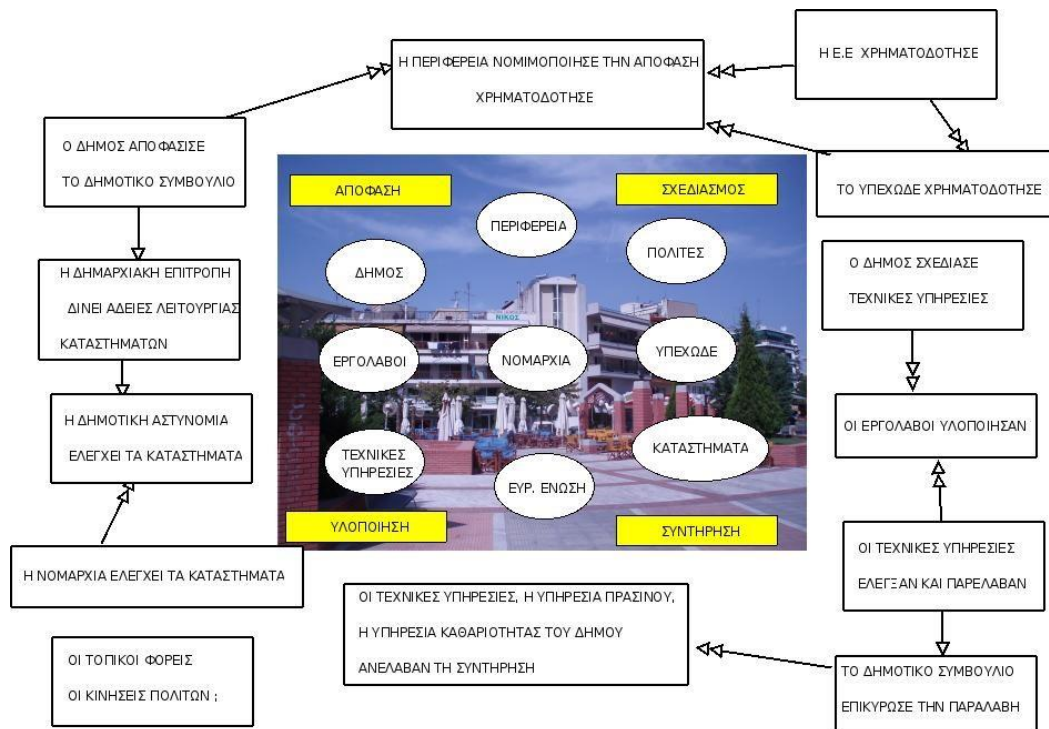 Η ΠΕΡΙΦΕΡΕΙΑ ΝΟΜΙΜΟΠΟΙΗΣΕ ΤΗΝ ΑΠΟΦΑΣΗ
ΧΡΗΜΑΤΟΔΟΤΗΣΕ
Η Ε.Ε ΧΡΗΜΑΤΟΔΟΤΗΣΕ
Ο ΔΗΜΟΣ ΑΠΟΦΑΣΙΣΕ
ΤΟ ΔΗΜΟΤΙΚΟ ΣΥΜΒΟΥΛΙΟ
ΤΟ ΥΠΕΧΩΔΕ ΧΡΗΜΑΤΟΔΟΤΗΣΕ
ΑΠΟΦΑΣΗ
ΣΧΕΔΙΑΣΜΟΣ
ΠΕΡΙΦΕΡΕΙΑ
ΠΟΛΙΤΕΣ
ΔΗΜΟΣ
Η ΔΗΜΑΡΧΙΑΚΗ ΕΠΙΤΡΟΠΗ
ΔΙΝΕΙ ΑΔΕΙΕΣ ΛΕΙΤΟΥΡΓΙΑΣ
ΚΑΤΑΣΤΗΜΑΤΩΝ
Ο ΔΗΜΟΣ ΣΧΕΔΙΑΣΕ
ΤΕΧΝΙΚΕΣ ΥΠΗΡΕΣΙΕΣ
ΝΙΚΟΣ
ΕΡΓΟΛΑΒΟΙ
ΝΟΜΑΡΧΙΑ
ΥΠΕΧΩΔΕ
Η ΔΗΜΟΤΙΚΗ ΑΣΤΥΝΟΜΙΑ
ΕΛΕΓΧΕΙ ΤΑ ΚΑΤΑΣΤΗΜΑΤΑ
ΟΙ ΕΡΓΟΛΑΒΟΙ ΥΛΟΠΟΙΗΣΑΝ
ΤΕΧΝΙΚΕΣ
ΥΠΗΡΕΣΙΕΣ
ΚΑΤΑΣΤΗΜΑΤΑ
ΕΥΡ. ΕΝΩΣΗ
ΥΛΟΠΟΙΗΣΗ
ΣΥΝΤΗΡΗΣΗ
Η ΝΟΜΑΡΧΙΑ ΕΛΕΓΧΕΙ ΤΑ ΚΑΤΑΣΤΗΜΑΤΑ
ΟΙ ΤΕΧΝΙΚΕΣ ΥΠΗΡΕΣΙΕΣ
ΕΛΕΓΞΑΝ ΚΑΙ ΠΑΡΕΛΑΒΑΝ
ΟΙ ΤΕΧΝΙΚΕΣ ΥΠΗΡΕΣΙΕΣ, Η ΥΠΗΡΕΣΙΑ ΠΡΑΣΙΝΟΥ,
Η ΥΠΗΡΕΣΙΑ ΚΑΘΑΡΙΟΤΗΤΑΣ ΤΟΥ ΔΗΜΟΥ
ΑΝΕΛΑΒΑΝ ΤΗ ΣΥΝΤΗΡΗΣΗ
ΟΙ ΤΟΠΙΚΟΙ ΦΟΡΕΙΣ
ΟΙ ΚΙΝΗΣΕΙΣ ΠΟΛΙΤΩΝ ;
ΤΟ ΔΗΜΟΤΙΚΟ ΣΥΜΒΟΥΛΙΟ
ΕΠΙΚΥΡΩΣΕ ΤΗΝ ΠΑΡΑΛΑΒΗ